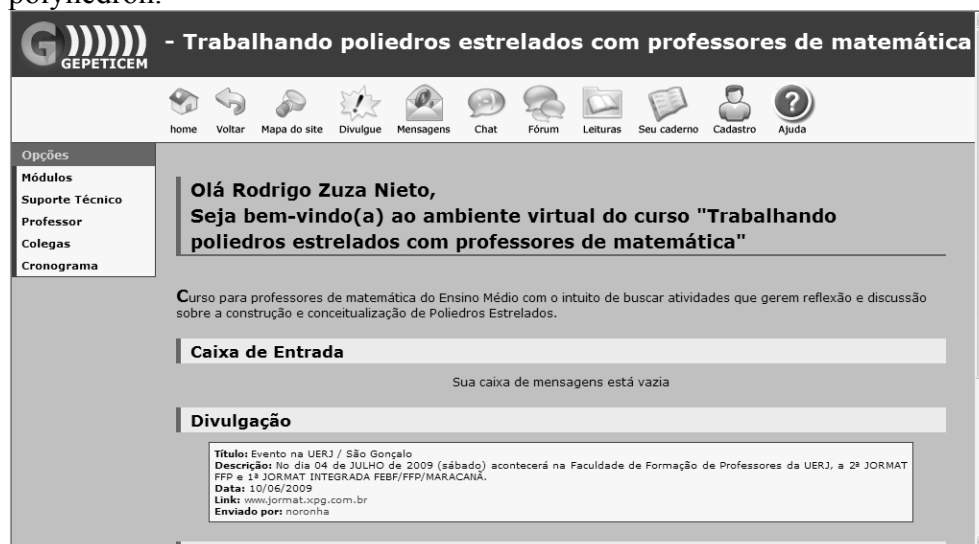 polyhedron.
G
GEPETICEM
- Trabalhando poliedros estrelados com professores de matemática
home Voltar Mapa do site Divulgue Mensagens Chat Fórum Leituras Seu caderno Cadastro Ajuda
Opções
Módulos
Suporte Técnico
Professor
Colegas
Cronograma
Olá Rodrigo Zuza Nieto,
Seja bem-vindo(a) ao ambiente virtual do curso "Trabalhando
poliedros estrelados com professores de matemática"
Curso para professores de matemática do Ensino Médio com o intuito de buscar atividades que gerem reflexão e discussão
sobre a construção e conceitualização de Poliedros Estrelados.
Caixa de Entrada
Sua caixa de mensagens está vazia
Divulgação
Título: Evento na UERJ / São Gonçalo
Descrição: No dia 04 de JULHO de 2009 (sábado) acontecerá na Faculdade de Formação de Professores da UERJ, a 2ª JORMAT
FFP e 1ª JORMAT INTEGRADA FEBF/FFP/MARACANÃ.
Data: 10/06/2009
Link: www.jormat.xpg.com.br
Enviado por: noronha